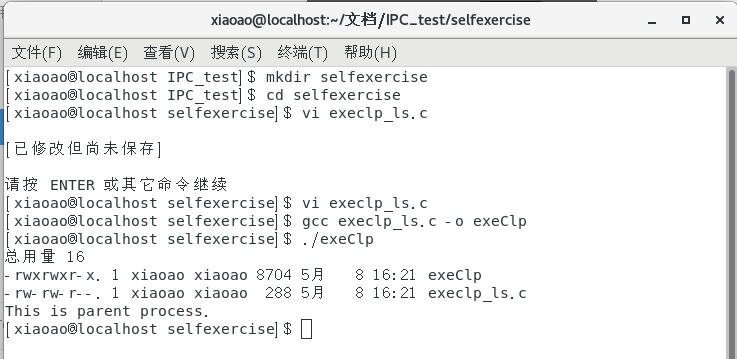 xiaoao@localhost:~/文档/IPC_test/selfexercise
文件(F) 编辑(E) 查看(V) 搜索(S) 终端(T) 帮助(H)
[xiaoao@localhost IPC_test]$ mkdir selfexercise
[xiaoao@localhost IPC_test]$ cd selfexercise
[xiaoao@localhost selfexercise]$ vi execlp_ls.c
[已修改但尚未保存]
请按 ENTER 或其它命令继续
[xiaoao@localhost selfexercise]$ vi execlp_ls.c
[xiaoao@localhost selfexercise]$ gcc execlp_ls.c -o exeClp
[xiaoao@localhost selfexercise]$ ./exeClp
总用量 16
-rwxrwxr-x. 1 xiaoao xiaoao 8704 5月   8 16:21 exeClp
-rw-rw-r--. 1 xiaoao xiaoao  288 5月   8 16:21 execlp_ls.c
This is parent process.
[xiaoao@localhost selfexercise]$